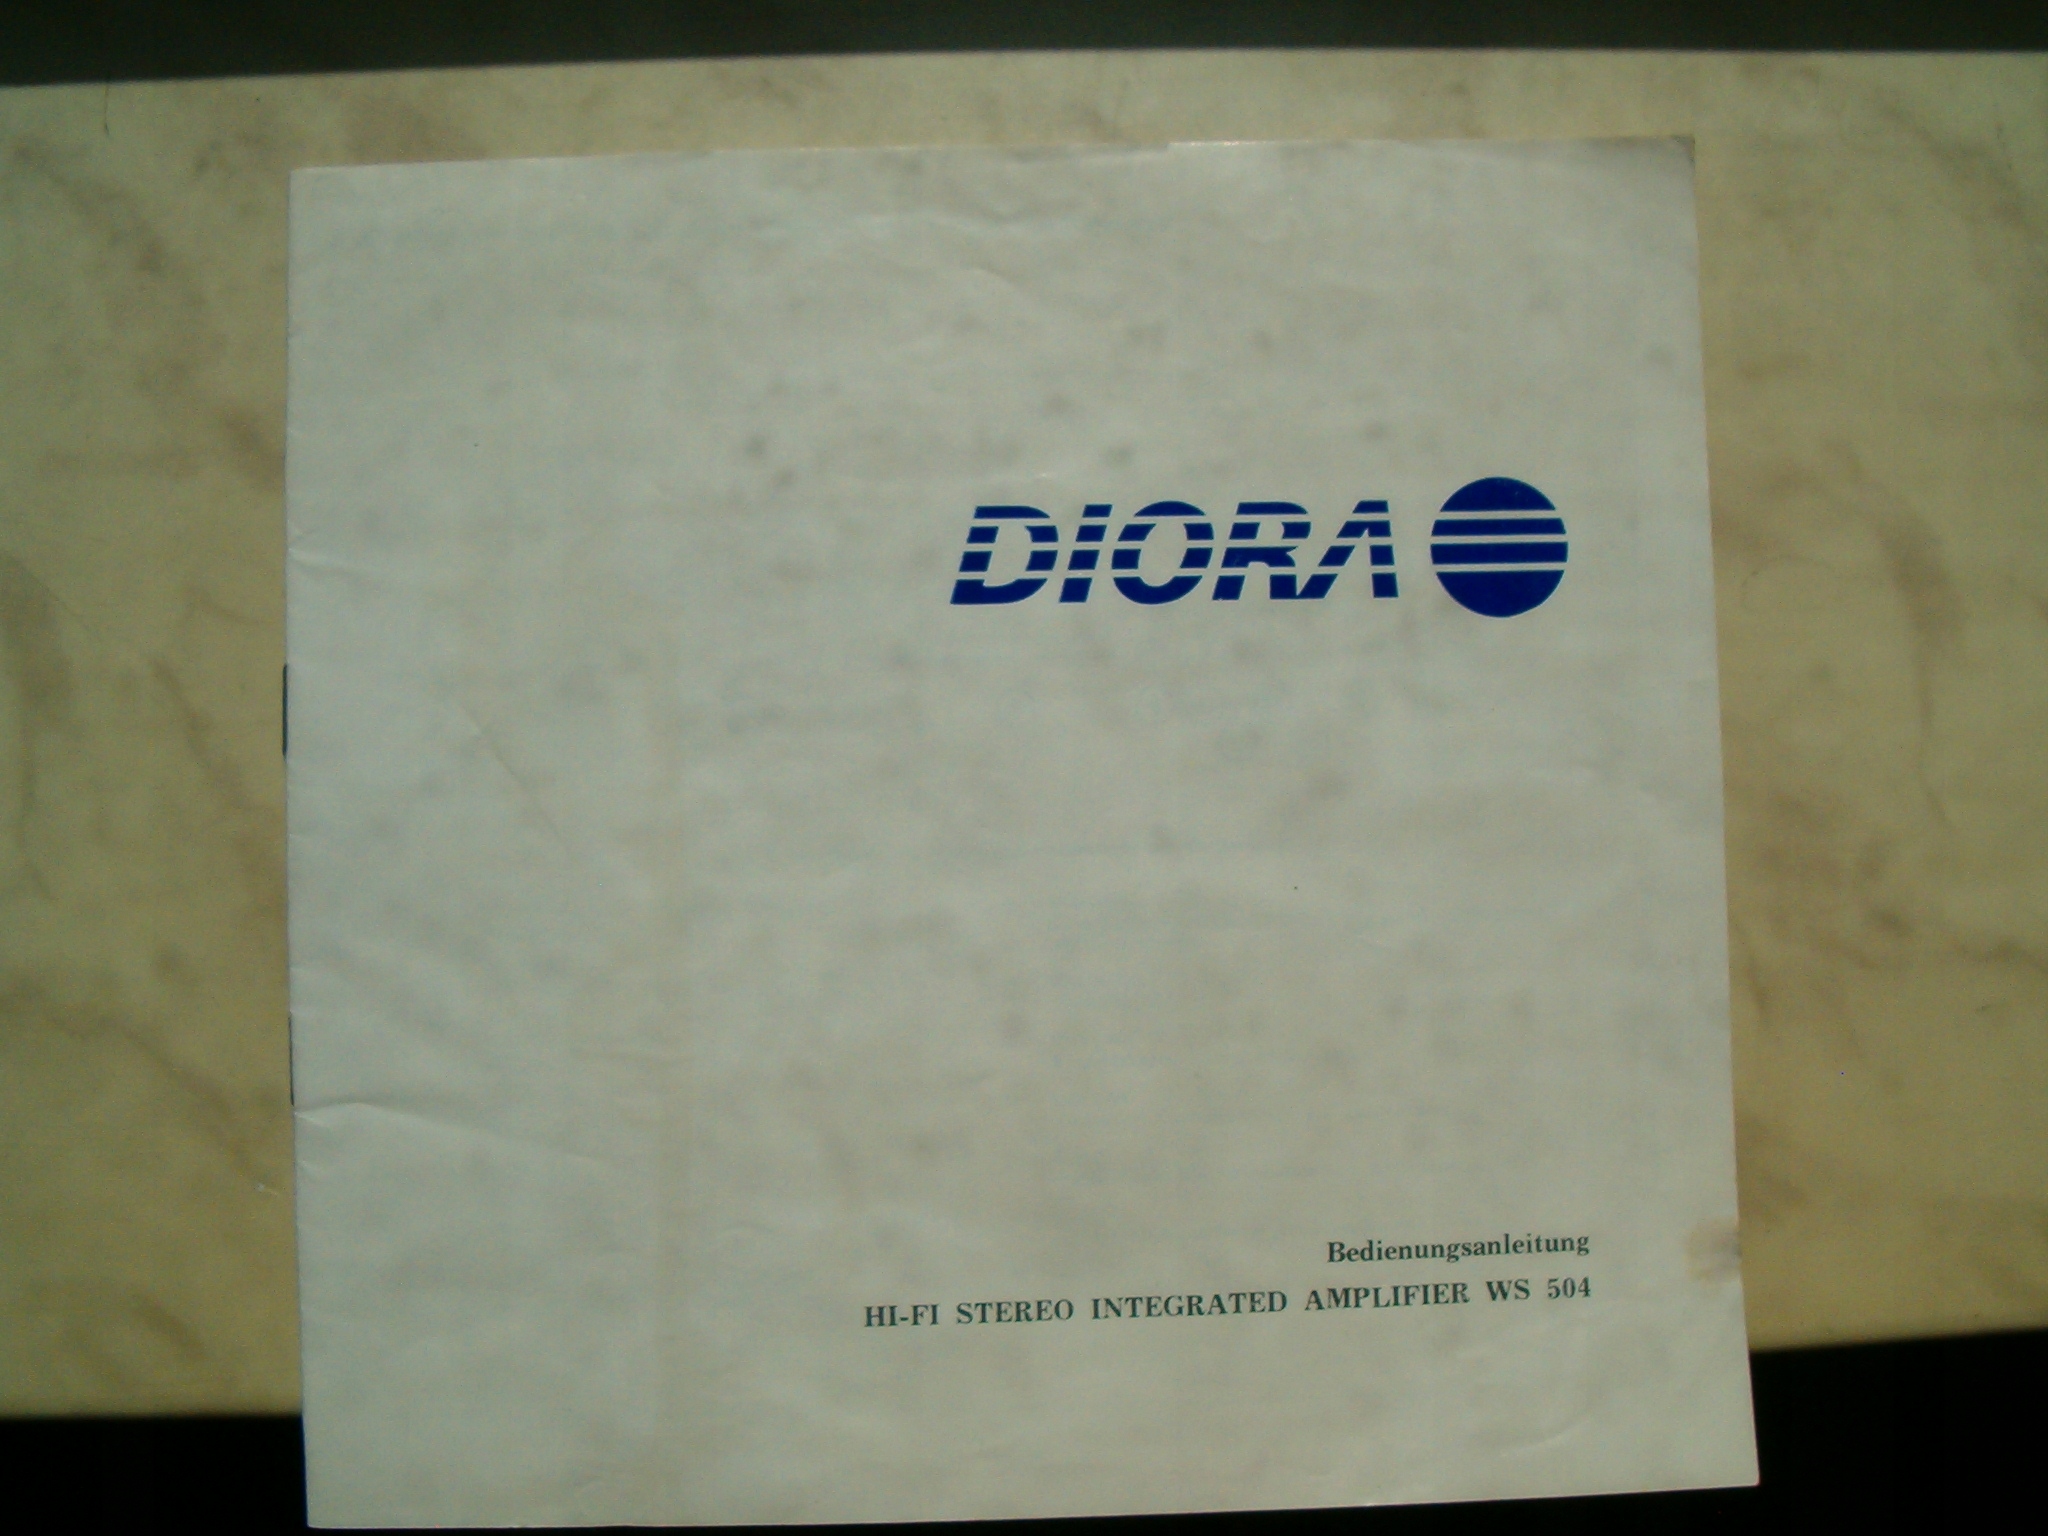 DIORA
Bedienungsanleitung
HI-FI STEREO INTEGRATED AMPLIFIER WS 504